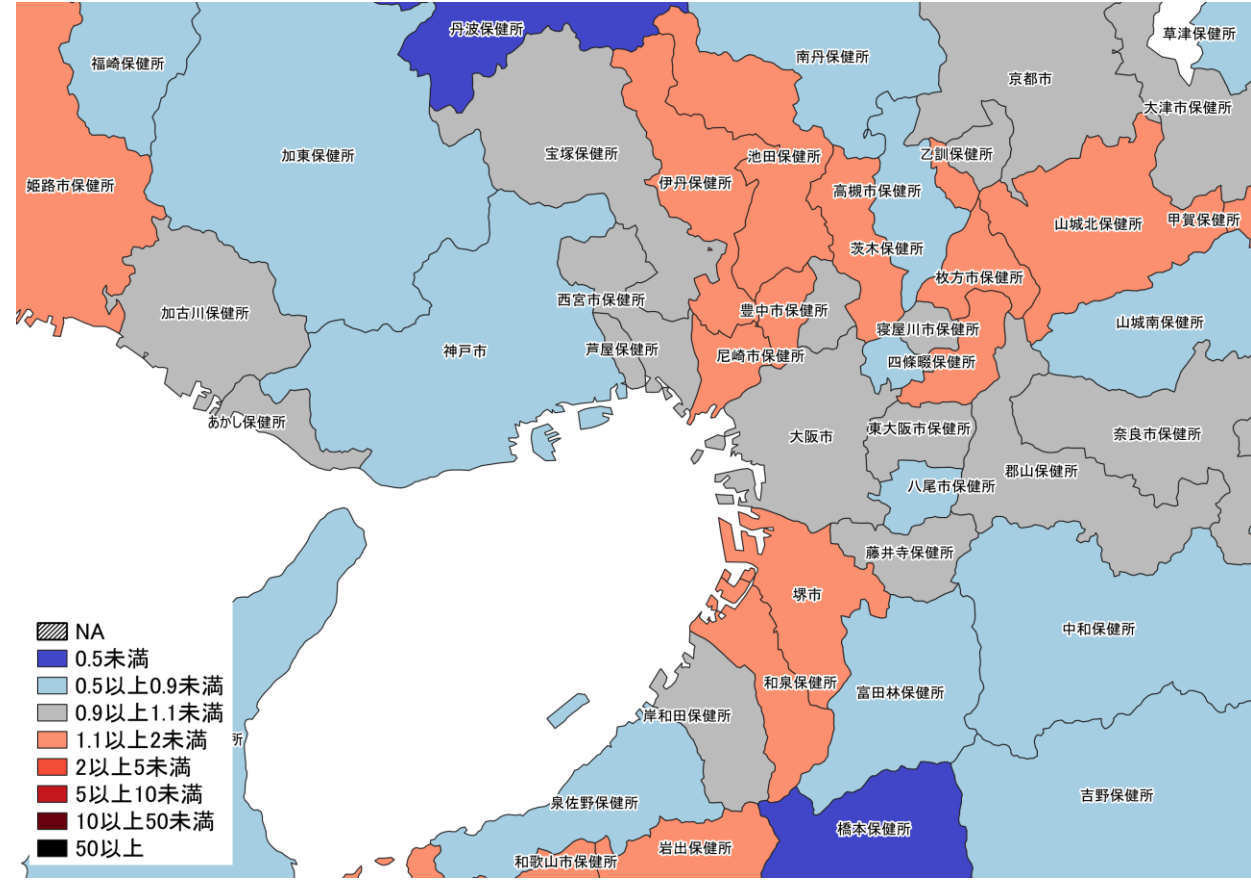 丹波保健所
草津保健所
福崎保健所
南丹保健所
京都市
大津市保健所
加東保健所
宝塚保健所
池田保健所
乙訓保健所
姫路市保健所
伊丹保健所
高槻市保健所
甲賀保健所
山城北保健所
茨木保健所
枚方市保健所
西宮市保健所
加古川保健所
豊中市保健所
寝屋川市保健所
山城南保健所
神戸市
芦屋保健所
尼崎市保健所
四條畷保健所
あかし保健所
大阪市
東大阪市保健所
奈良市保健所
郡山保健所
八尾市保健所
藤井寺保健所
堺市
中和保健所
和泉保健所
富田林保健所
岸和田保健所
所
吉野保健所
泉佐野保健所
橋本保健所
岩出保健所
和歌山市保健所
NA
0.5未満
0.5以上0.9未満
0.9以上1.1未満
1.1以上2未満
2以上5未満
5以上10未満
10以上50未満
50以上